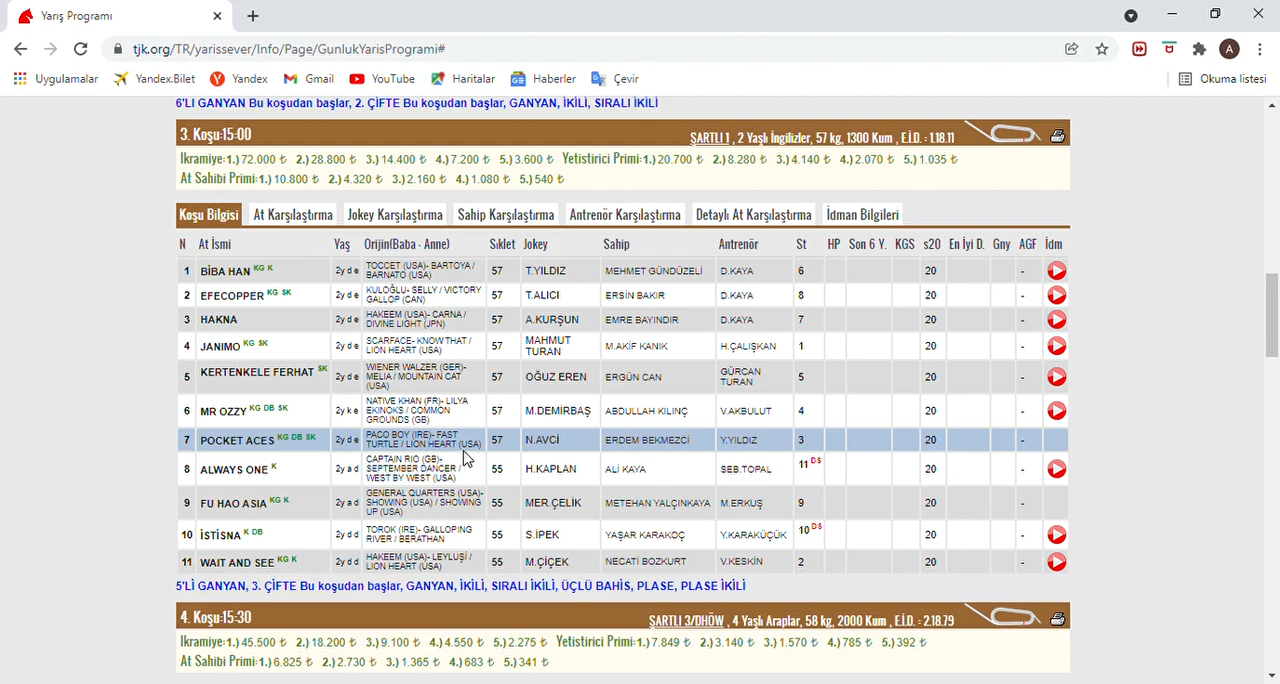 Yarış Programı
tjk.org/TR/yarissever/Info/Page/GunlukYarisProgrami#
A
Uygulamalar Yandex.Bilet Yandex Gmail YouTube Haritalar Haberler Çevir Okuma listesi
6'LI GANYAN Bu koşudan başlar, 2. ÇİFTE Bu koşudan başlar, GANYAN, İKİLİ, SIRALI İKİLİ
3. Koşu:15:00 ŞARTLI 1 , 2 Yaşlı İngilizler, 57 kg, 1300 Kum , E.İ.D. : 1.18.11
Ikramiye:1.) 72.000 ₺ 2.) 28.800 ₺ 3.) 14.400 ₺ 4.) 7.200 ₺ 5.) 3.600 ₺ Yetistirici Primi:1.) 20.700 ₺ 2.) 8.280 ₺ 3.) 4.140 ₺ 4.) 2.070 ₺ 5.) 1.035 ₺
At Sahibi Primi:1.) 10.800 ₺ 2.) 4.320 ₺ 3.) 2.160 ₺ 4.) 1.080 ₺ 5.) 540 ₺
Koşu Bilgisi At Karşılaştırma Jokey Karşılaştırma Sahip Karşılaştırma Antrenör Karşılaştırma Detaylı At Karşılaştırma İdman Bilgileri
N At İsmi Yaş Orijin(Baba - Anne) Sıklet Jokey Sahip Antrenör St HP Son 6 Y. KGS s20 En İyi D. Gny AGF İdm
1 BİBA HAN KG K 2y d e TOCCET (USA)- BARTOYA / BARNATO (USA) 57 T.YILDIZ MEHMET GÜNDÜZELİ D.KAYA 6 20 -
2 EFECOPPER KG SK 2y d e KULOĞLU- SELLY / VICTORY GALLOP (CAN) 57 T.ALICI ERSİN BAKIR D.KAYA 8 20 -
3 HAKNA 2y d e HAKEEM (USA)- CARNA / DIVINE LIGHT (JPN) 57 A.KURŞUN EMRE BAYINDIR D.KAYA 7 20 -
4 JANIMO KG SK 2y d e SCARFACE- KNOW THAT / LION HEART (USA) 57 MAHMUT TURAN M.AKİF KANIK H.ÇALIŞKAN 1 20 -
5 KERTENKELE FERHAT SK 2y d e WIENER WALZER (GER)- MELIA / MOUNTAIN CAT (USA) 57 OĞUZ EREN ERGÜN CAN GÜRCAN TURAN 5 20 -
6 MR OZZY KG DB SK 2y k e NATIVE KHAN (FR)- LILYA EKINOKS / COMMON GROUNDS (GB) 57 M.DEMİRBAŞ ABDULLAH KILINÇ V.AKBULUT 4 20 -
7 POCKET ACES KG DB SK 2y d e PACO BOY (IRE)- FAST TURTLE / LION HEART (USA) 57 N.AVCİ ERDEM BEKMEZCİ Y.YILDIZ 3 20 -
8 ALWAYS ONE K 2y a d CAPTAIN RIO (GB)- SEPTEMBER DANCER / WEST BY WEST (USA) 55 H.KAPLAN ALİ KAYA SEB.TOPAL 11 DS 20 -
9 FU HAO ASIA KG K 2y a d GENERAL QUARTERS (USA)- SHOWING (USA) / SHOWING UP (USA) 55 MER.ÇELİK METEHAN YALÇINKAYA M.ERKUŞ 9 20 -
10 İSTİSNA K DB 2y d d TOROK (IRE)- GALLOPING RIVER / BERATHAN 55 S.İPEK YAŞAR KARAKOÇ Y.KARAKÜÇÜK 10 DS 20 -
11 WAIT AND SEE KG K 2y d d HAKEEM (USA)- LEYLUŞİ / LION HEART (USA) 55 M.ÇİÇEK NECATİ BOZKURT V.KESKİN 2 20 -
5'Lİ GANYAN, 3. ÇİFTE Bu koşudan başlar, GANYAN, İKİLİ, SIRALI İKİLİ, ÜÇLÜ BAHİS, PLASE, PLASE İKİLİ
4. Koşu:15:30 ŞARTLI 3/DHÖW , 4 Yaşlı Araplar, 58 kg, 2000 Kum , E.İ.D. : 2.18.79
Ikramiye:1.) 45.500 ₺ 2.) 18.200 ₺ 3.) 9.100 ₺ 4.) 4.550 ₺ 5.) 2.275 ₺ Yetistirici Primi:1.) 7.849 ₺ 2.) 3.140 ₺ 3.) 1.570 ₺ 4.) 785 ₺ 5.) 392 ₺
At Sahibi Primi:1.) 6.825 ₺ 2.) 2.730 ₺ 3.) 1.365 ₺ 4.) 683 ₺ 5.) 341 ₺